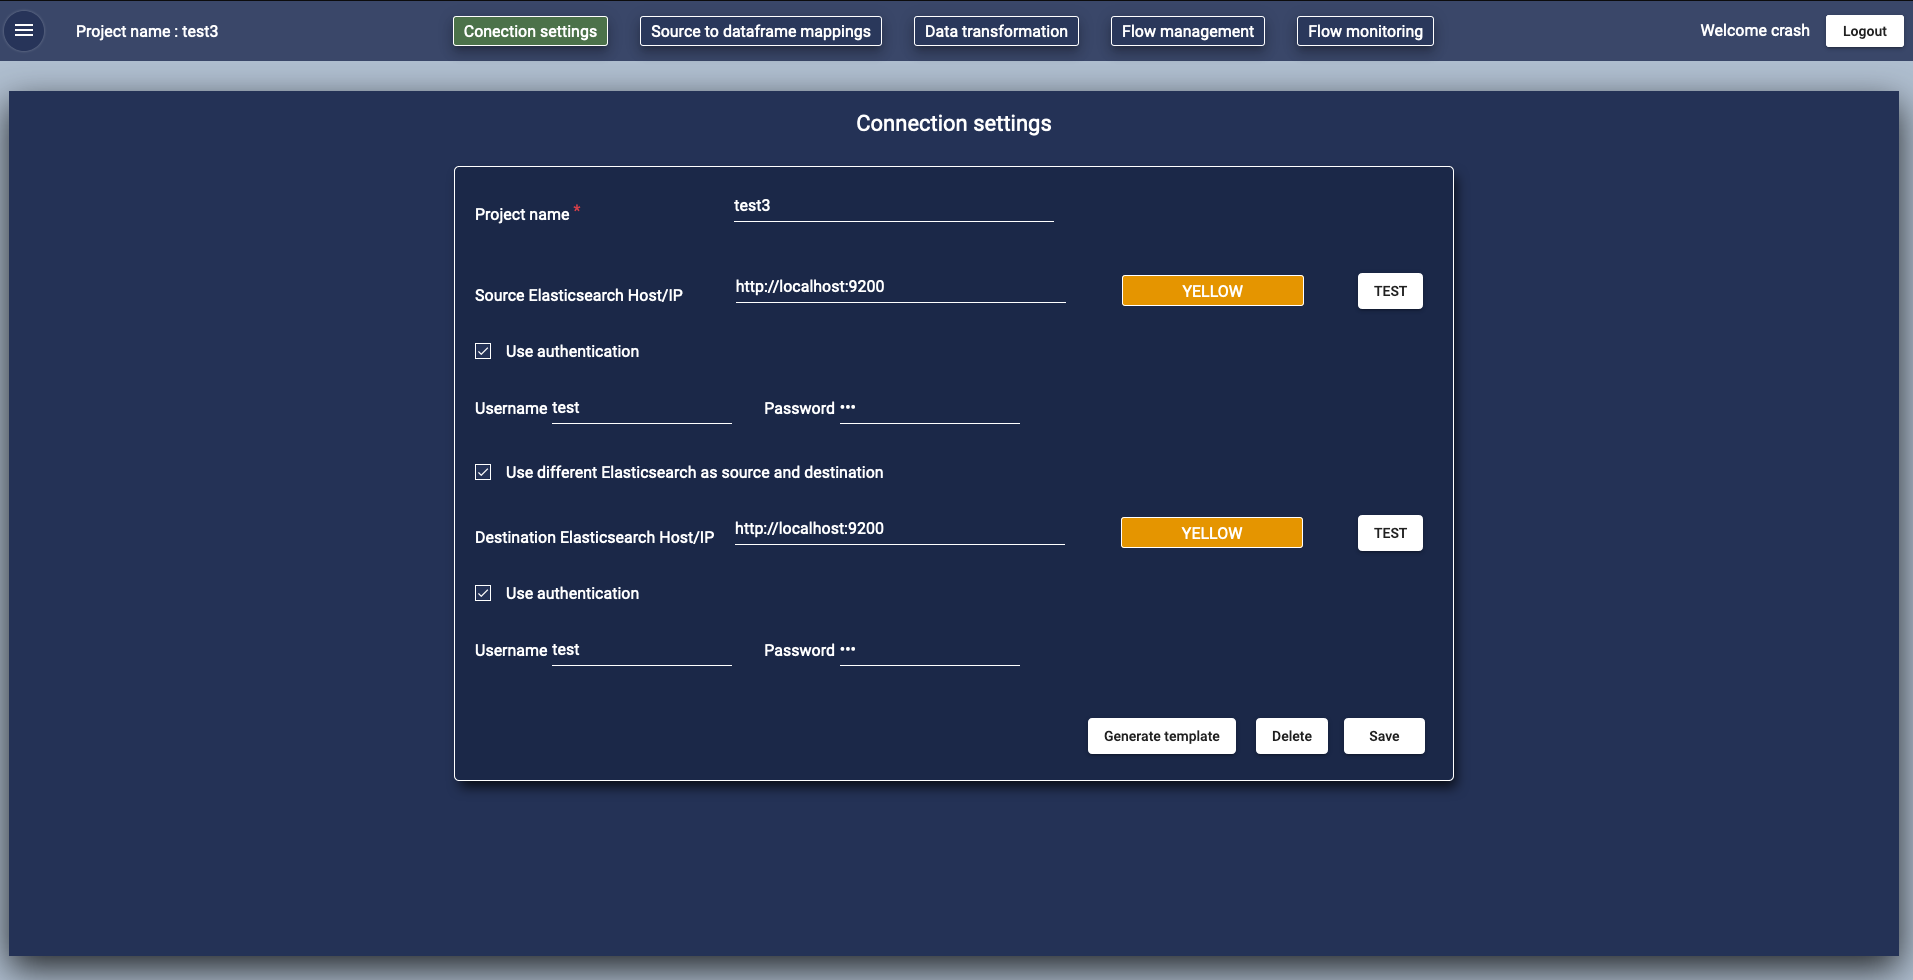 Project name : test3
Conection settings
Source to dataframe mappings
Data transformation
Flow management
Flow monitoring
Welcome crash
Logout
Connection settings
Project name *
test3
Source Elasticsearch Host/IP
http://localhost:9200
YELLOW
TEST
Use authentication
Username test
Password •••
Use different Elasticsearch as source and destination
Destination Elasticsearch Host/IP
http://localhost:9200
YELLOW
TEST
Use authentication
Username test
Password •••
Generate template
Delete
Save